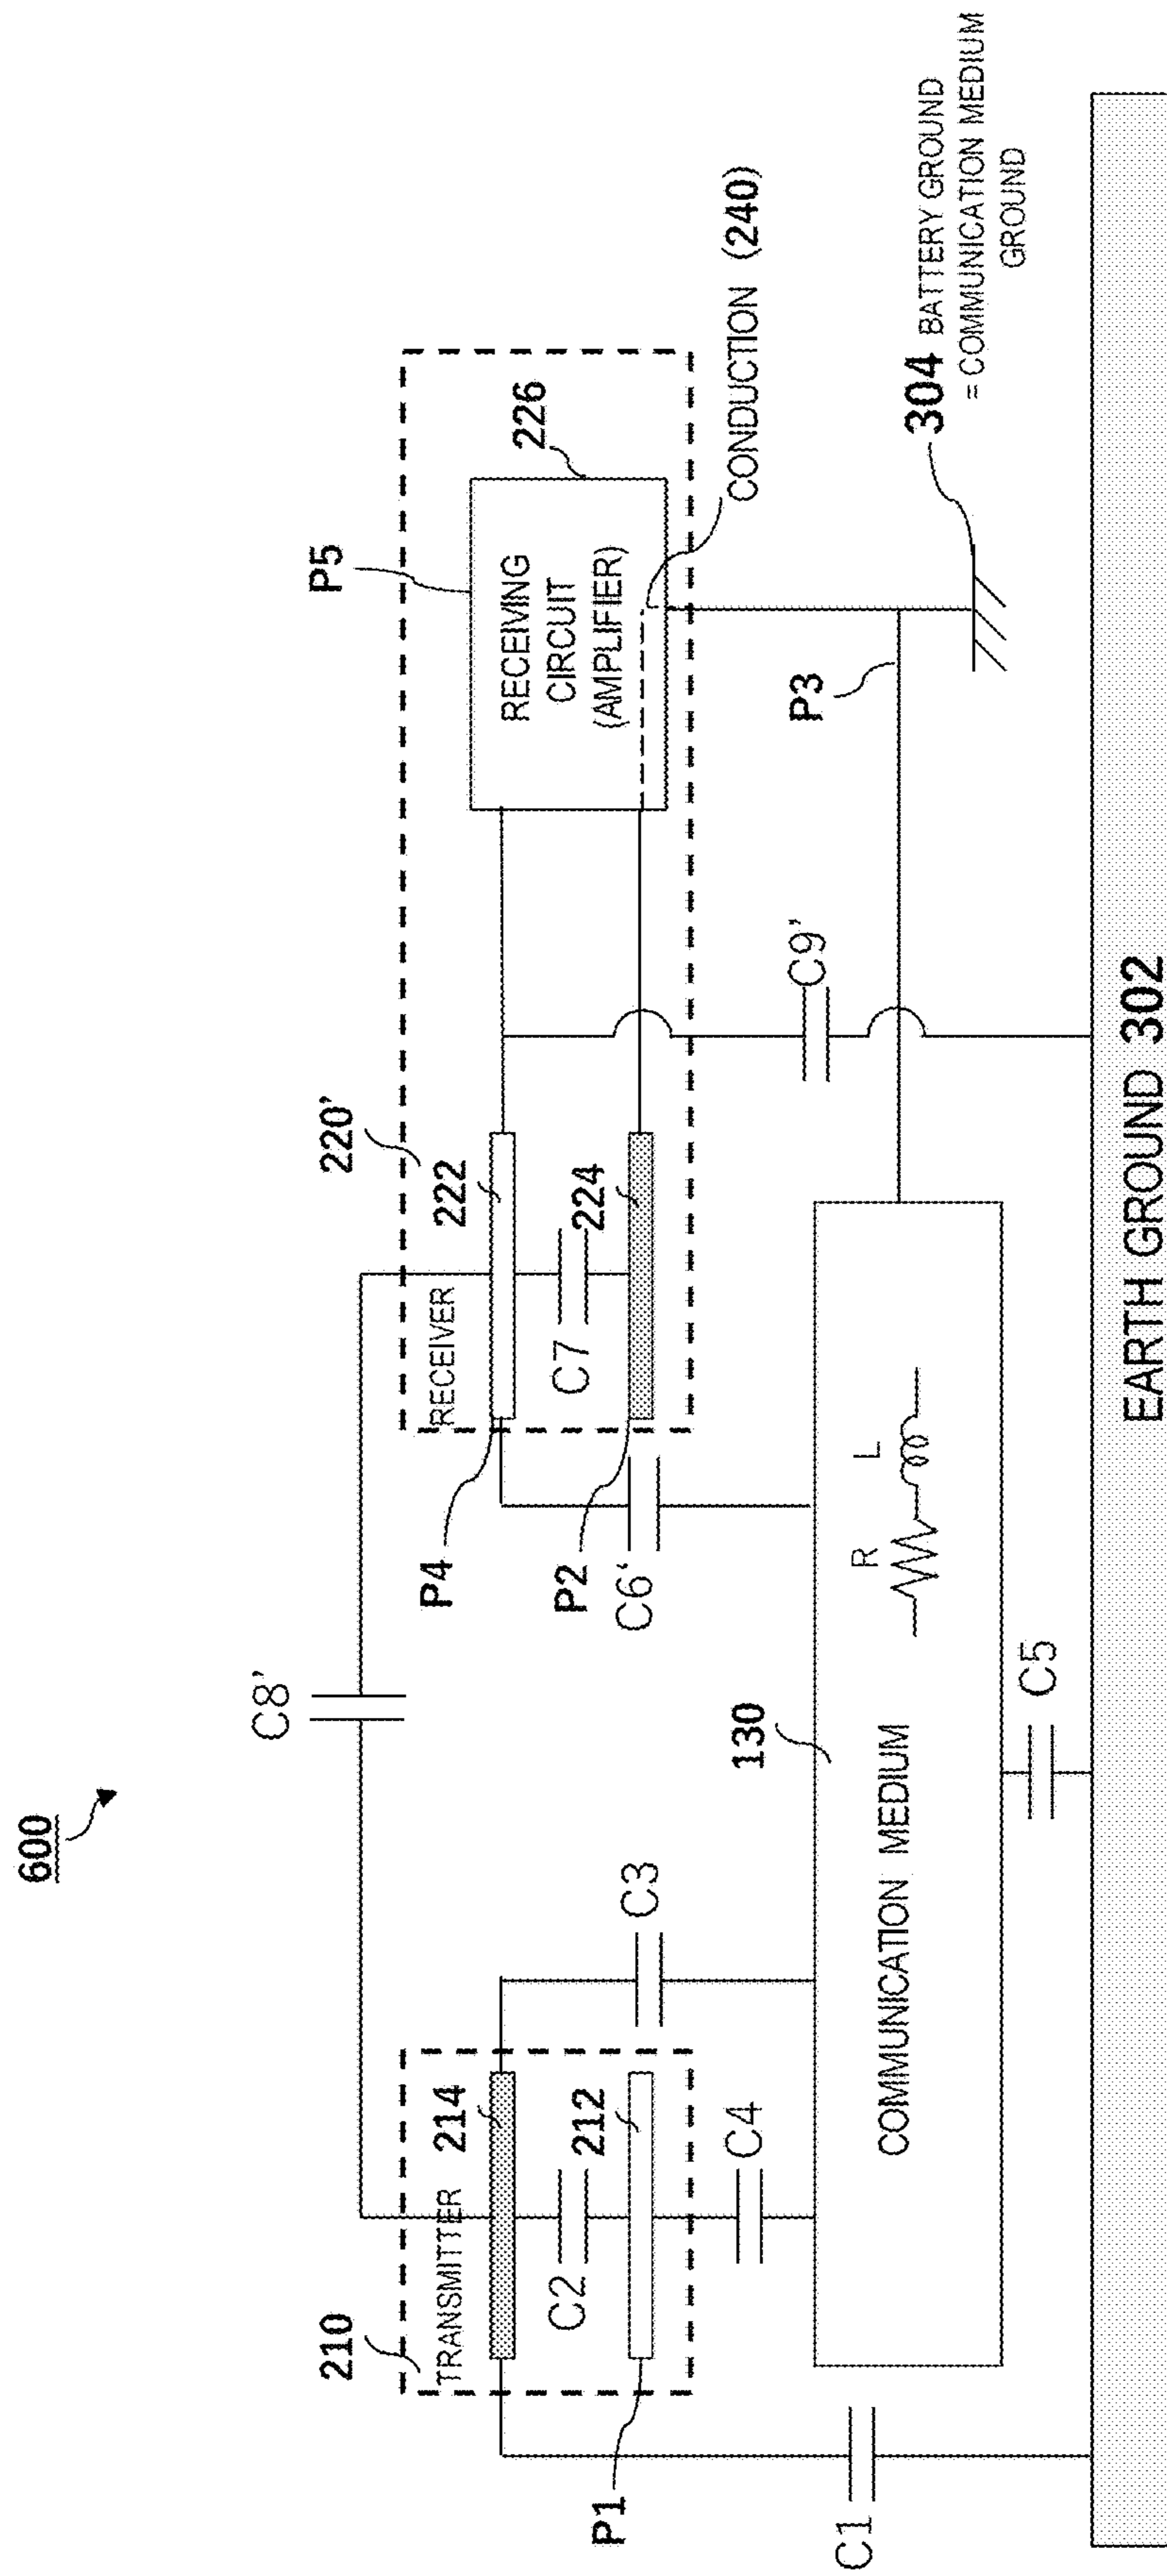 600
C8'
210
TRANSMITTER
214
C2
212
P1
C3
C4
C1
220'
RECEIVER
222
C7
224
P4
P2
C6'
P5
226
RECEIVING
CIRCUIT
(AMPLIFIER)
CONDUCTION (240)
C9'
P3
304 BATTERY GROUND
= COMMUNICATION MEDIUM
GROUND
130
COMMUNICATION MEDIUM
R
L
C5
EARTH GROUND 302